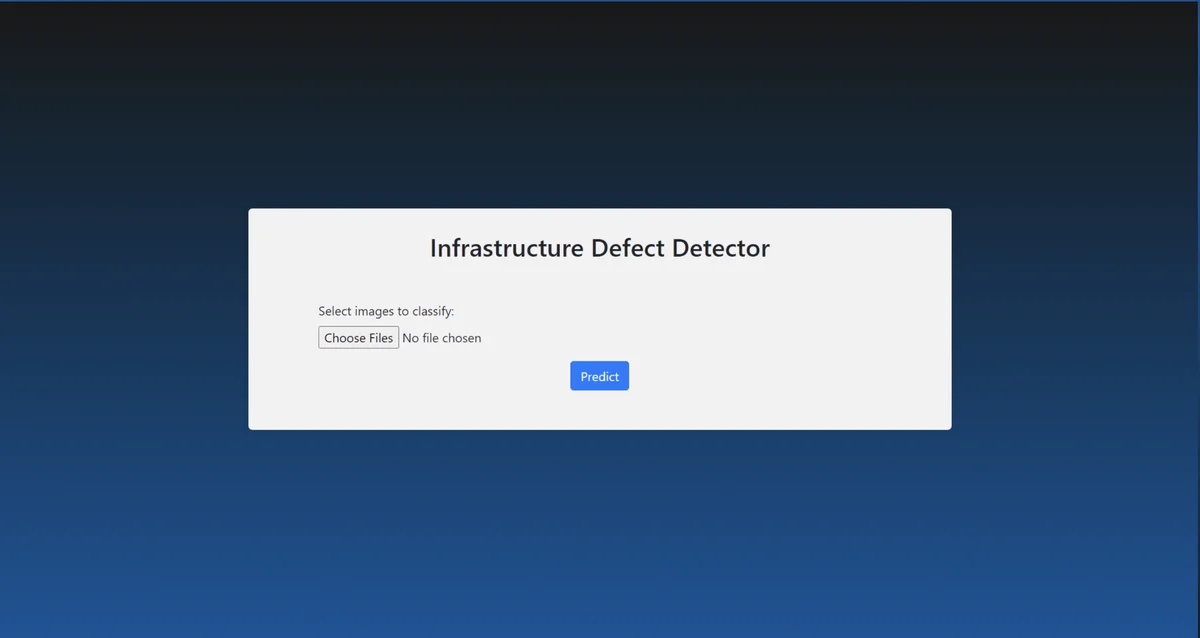 Infrastructure Defect Detector
Select images to classify:
Choose Files No file chosen
Predict